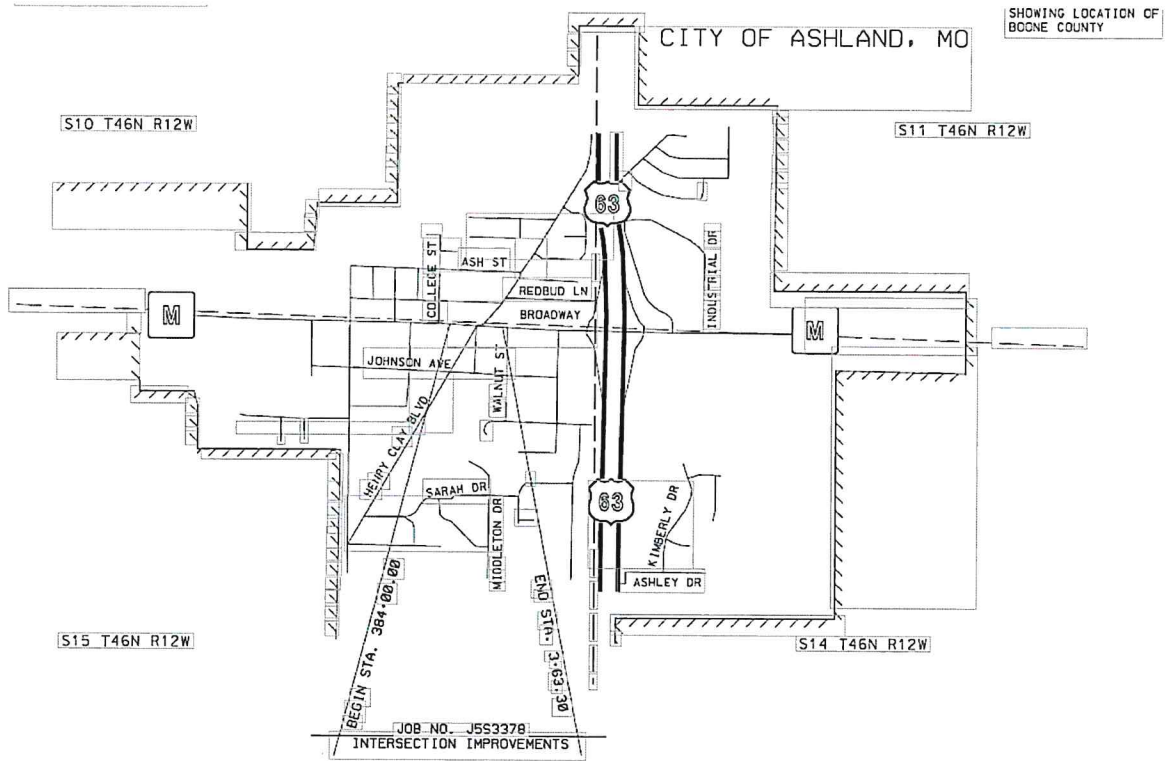 SHOWING LOCATION OF
BOONE COUNTY
CITY OF ASHLAND, MO
S10 T46N R12W
S11 T46N R12W
63
COLLEGE ST
ASH ST
INDUSTRIAL DR
REDBUD LN
BROADWAY
M
M
JOHNSON AVE
WALNUT ST
HENRY CLAY BLVD
SARAH DR
MIDDLETON DR
63
KIMBERLY DR
ASHLEY DR
BEGIN STA. 384+00.00
END STA. 3+63.30
S15 T46N R12W
S14 T46N R12W
JOB NO. J5S3378
INTERSECTION IMPROVEMENTS